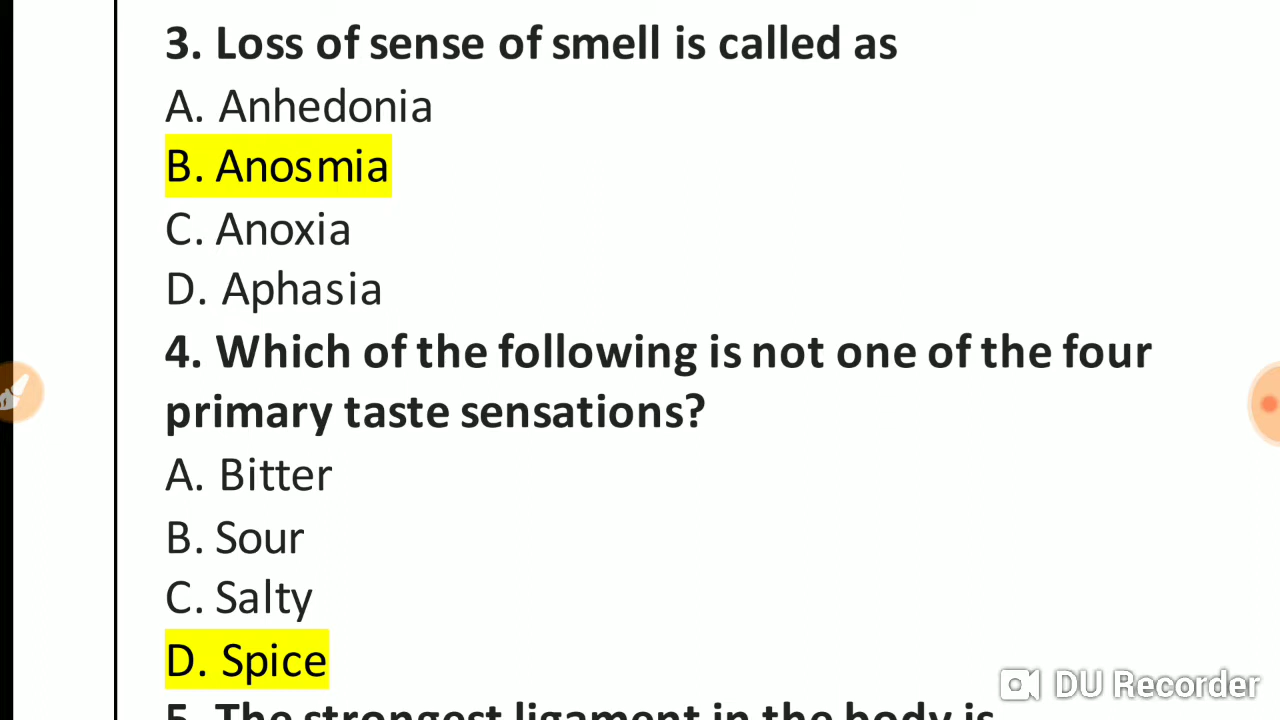 3. Loss of sense of smell is called as
A. Anhedonia
B. Anosmia
C. Anoxia
D. Aphasia
4. Which of the following is not one of the four
primary taste sensations?
A. Bitter
B. Sour
C. Salty
D. Spice
5. The strongest ligament in the body is
DU Recorder